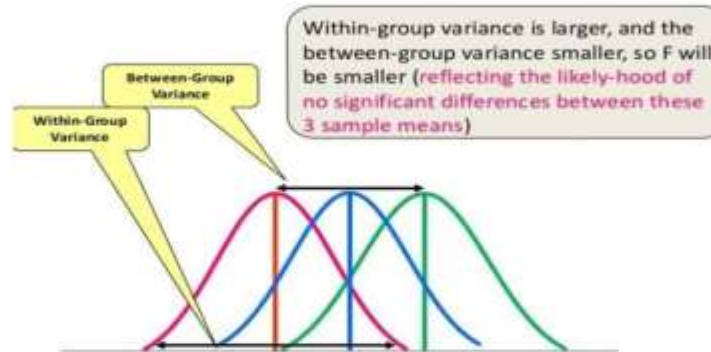 Within-group variance is larger, and the
between-group variance smaller, so F will
be smaller (reflecting the likely-hood of
no significant differences between these
3 sample means)
Between-Group
Variance
Within-Group
Variance